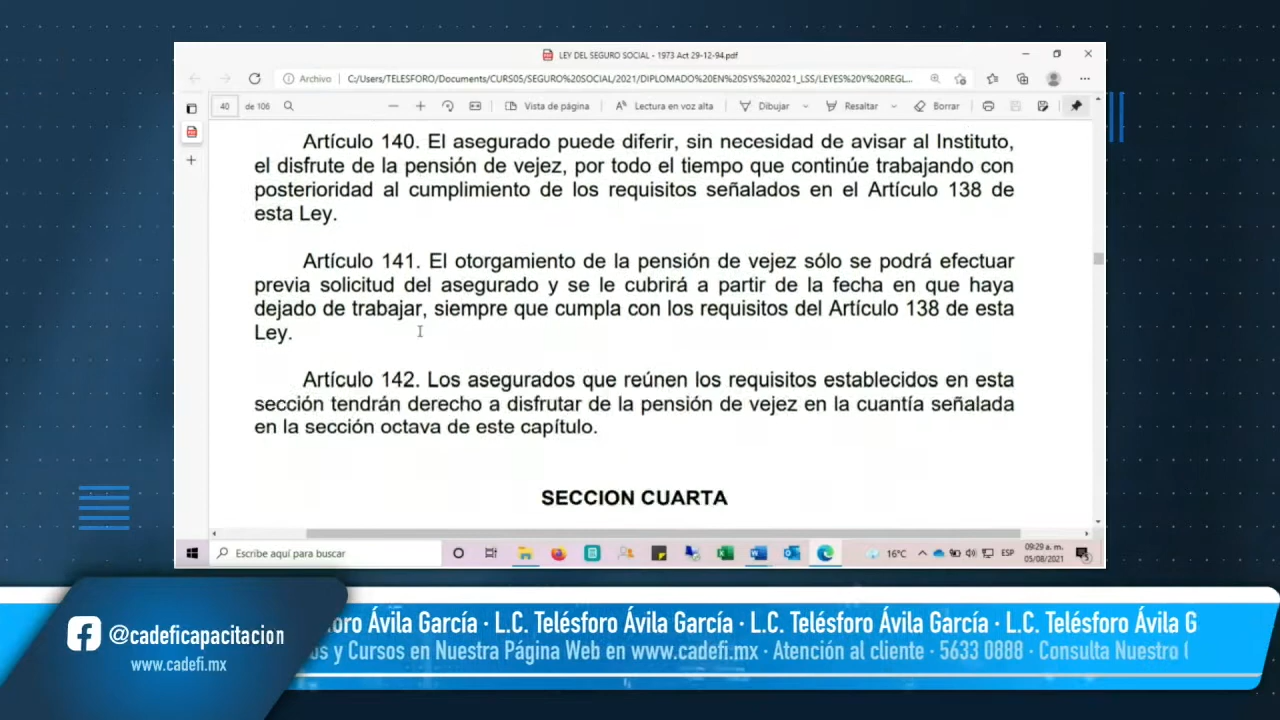 LEY DEL SEGURO SOCIAL - 1973 Act 29-12-94.pdf
Archivo | C:/Users/TELESFORO/Documents/CURSO5/SEGURO%20SOCIAL/2021/DIPLOMADO%20EN%20SYS%202021_LSS/LEYES%20Y%20REGL...
40 de 106 Vista de página Lectura en voz alta Dibujar Resaltar Borrar
Artículo 140. El asegurado puede diferir, sin necesidad de avisar al Instituto,
el disfrute de la pensión de vejez, por todo el tiempo que continúe trabajando con
posterioridad al cumplimiento de los requisitos señalados en el Artículo 138 de
esta Ley.
Artículo 141. El otorgamiento de la pensión de vejez sólo se podrá efectuar
previa solicitud del asegurado y se le cubrirá a partir de la fecha en que haya
dejado de trabajar, siempre que cumpla con los requisitos del Artículo 138 de esta
Ley.
Artículo 142. Los asegurados que reúnen los requisitos establecidos en esta
sección tendrán derecho a disfrutar de la pensión de vejez en la cuantía señalada
en la sección octava de este capítulo.
SECCION CUARTA
Escribe aquí para buscar
16°C ESP 09:29 a. m.
05/08/2021
@cadeficapacitacion
www.cadefi.mx
oro Ávila García · L.C. Telésforo Ávila García · L.C. Telésforo Ávila García · L.C. Telésforo Ávila G
os y Cursos en Nuestra Página Web en www.cadefi.mx · Atención al cliente · 5633 0888 · Consulta Nuestro